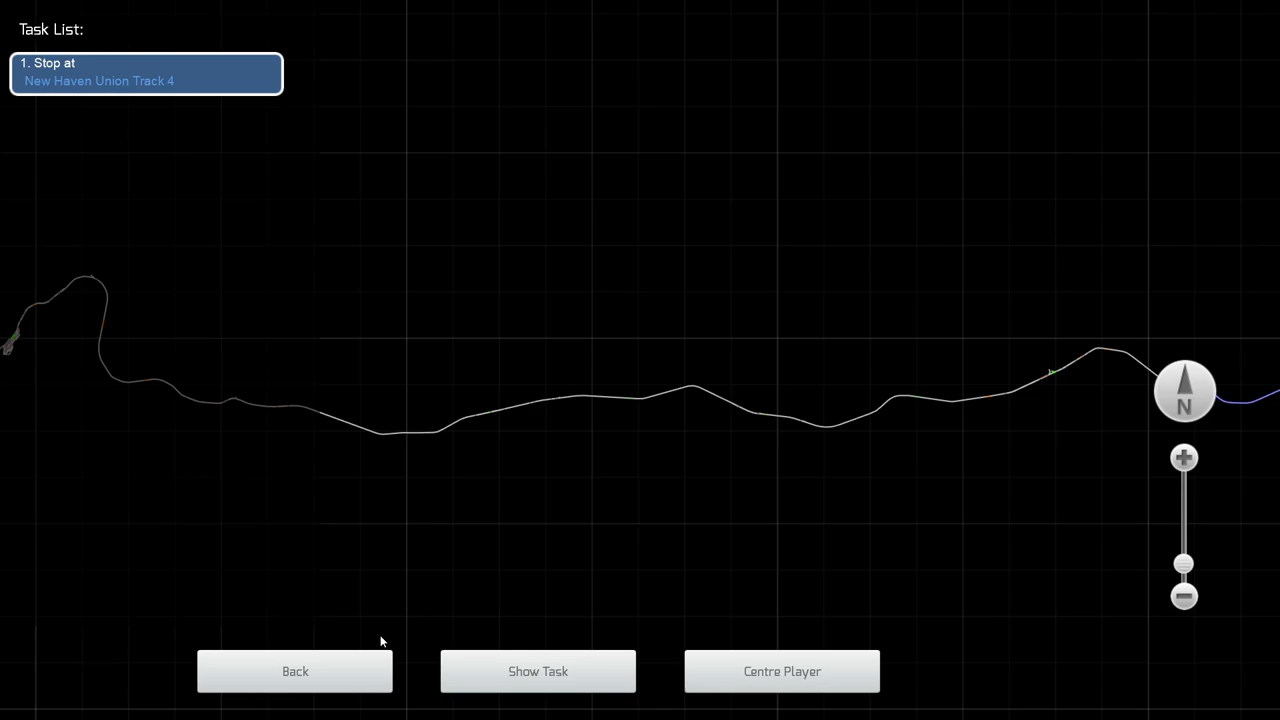 Task List:
1. Stop at
New Haven Union Track 4
N
Back
Show Task
Centre Player